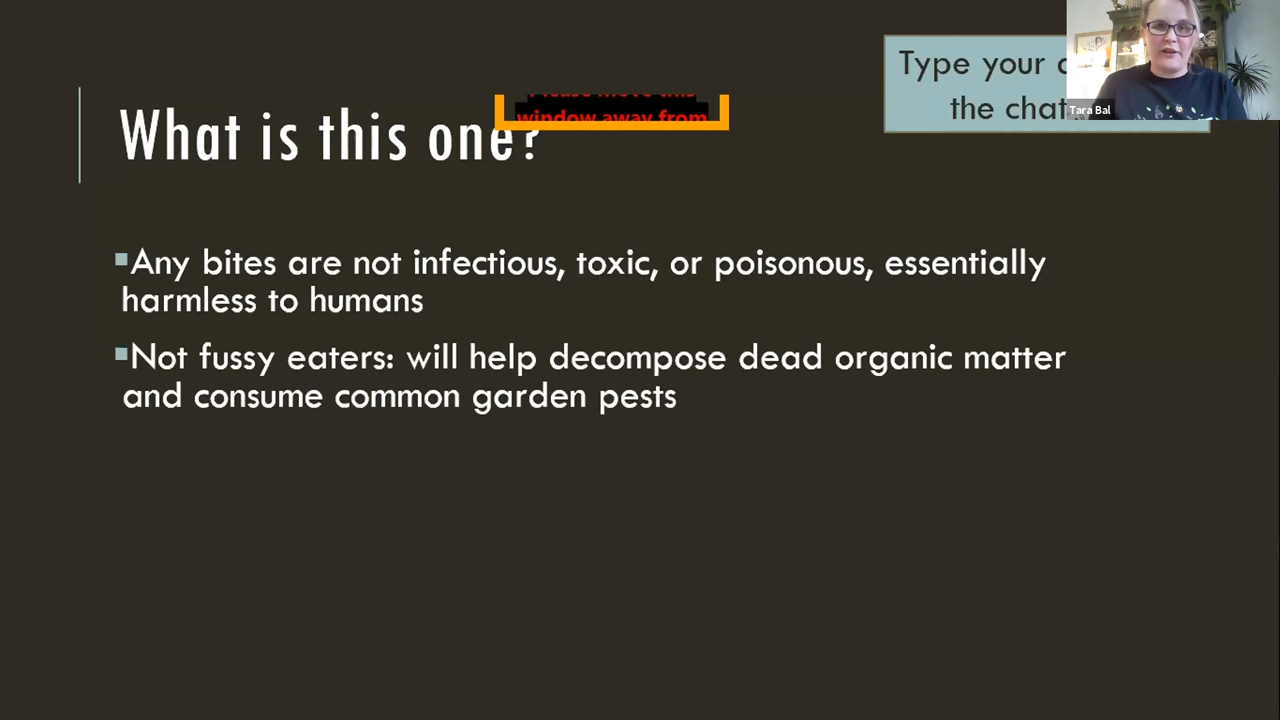 Type your
the chat
Tara Bal
window away from
What is this one?
▪Any bites are not infectious, toxic, or poisonous, essentially
harmless to humans
▪Not fussy eaters: will help decompose dead organic matter
and consume common garden pests